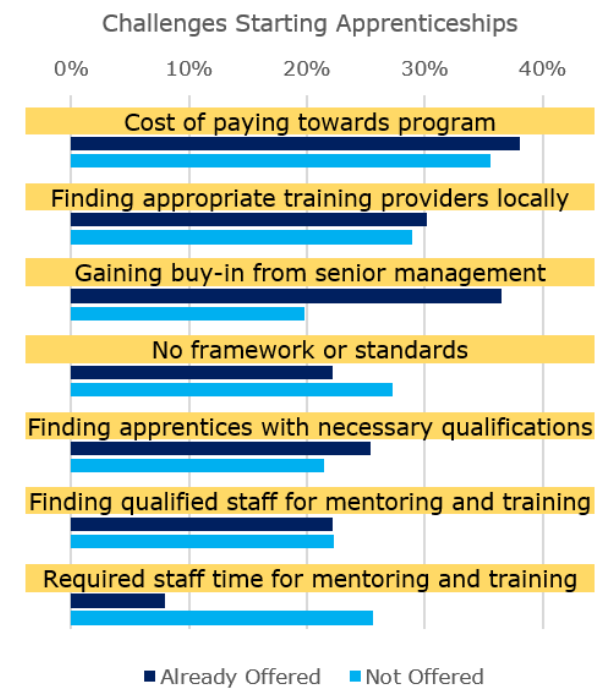 Challenges Starting Apprenticeships
0% 10% 20% 30% 40%
Cost of paying towards program
Finding appropriate training providers locally
Gaining buy-in from senior management
No framework or standards
Finding apprentices with necessary qualifications
Finding qualified staff for mentoring and training
Required staff time for mentoring and training
Already Offered Not Offered